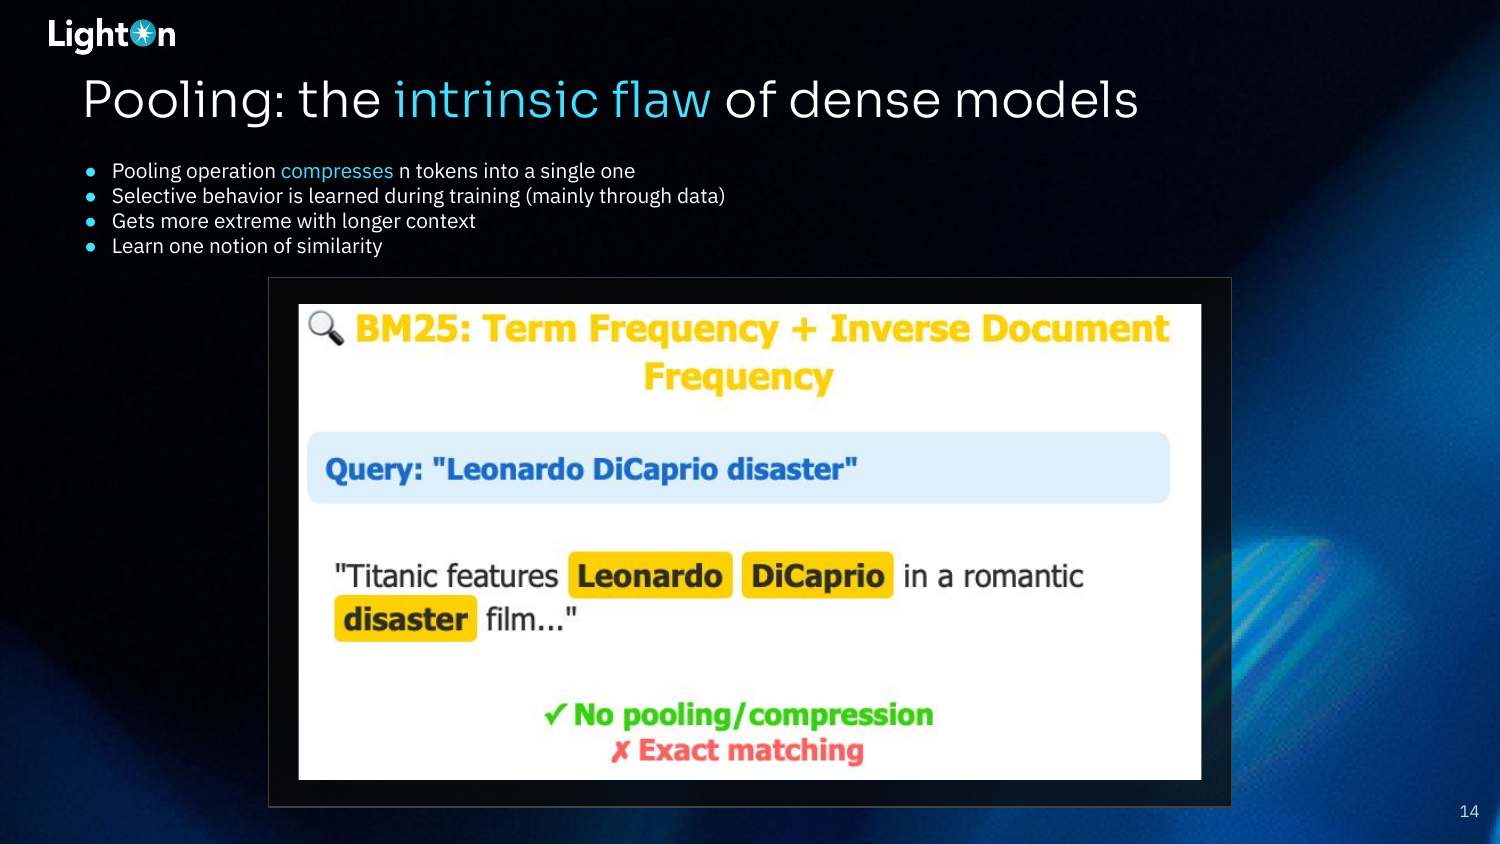 LightOn
Pooling: the intrinsic flaw of dense models
● Pooling operation compresses n tokens into a single one
● Selective behavior is learned during training (mainly through data)
● Gets more extreme with longer context
● Learn one notion of similarity
🔍 BM25: Term Frequency + Inverse Document
Frequency
Query: "Leonardo DiCaprio disaster"
"Titanic features Leonardo DiCaprio in a romantic
disaster film..."
✓ No pooling/compression
✗ Exact matching
14